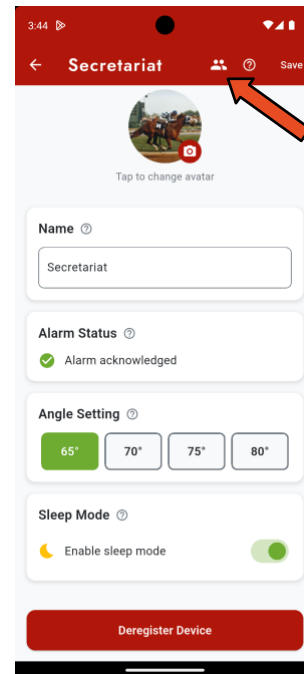 3:44
Secretariat
Save
Tap to change avatar
Name
Secretariat
Alarm Status
Alarm acknowledged
Angle Setting
65° 70° 75° 80°
Sleep Mode
Enable sleep mode
Deregister Device